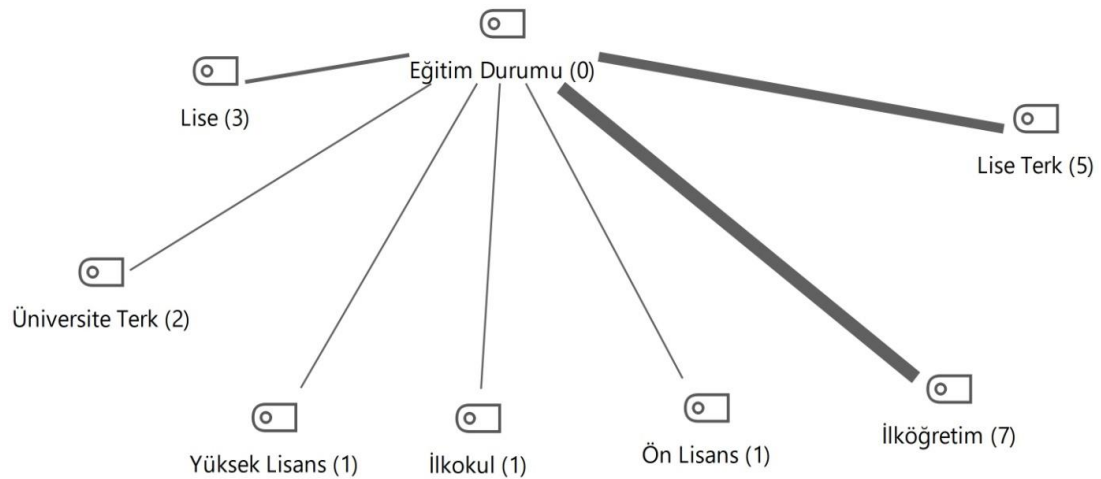 Eğitim Durumu (0)
Lise (3)
Lise Terk (5)
Üniversite Terk (2)
Yüksek Lisans (1)
İlkokul (1)
Ön Lisans (1)
İlköğretim (7)